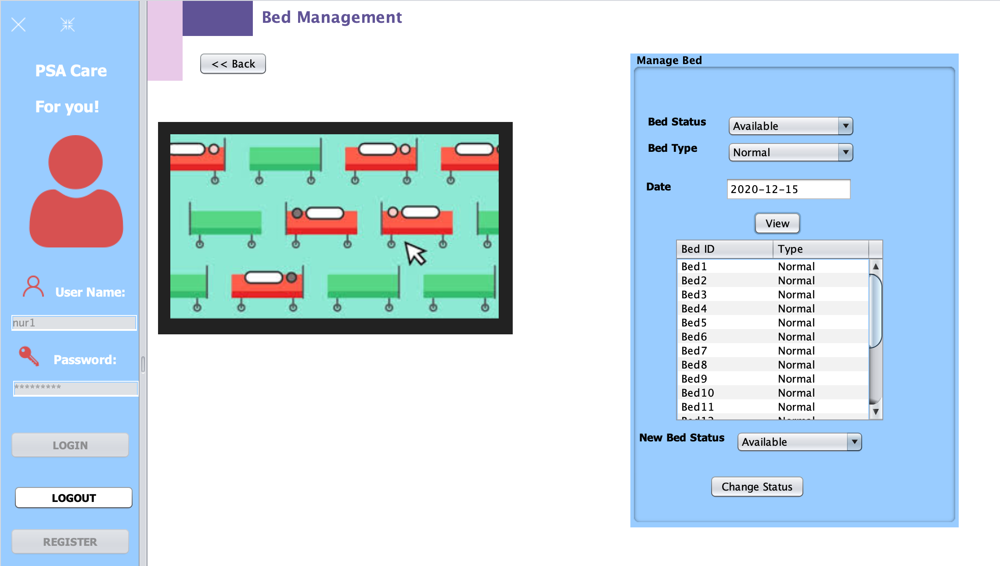 PSA Care
For you!
User Name:
nur1
Password:
*********
LOGIN
LOGOUT
REGISTER
Bed Management
<< Back
Manage Bed
Bed Status Available
Bed Type Normal
Date 2020-12-15
View
Bed ID Type
Bed1 Normal
Bed2 Normal
Bed3 Normal
Bed4 Normal
Bed5 Normal
Bed6 Normal
Bed7 Normal
Bed8 Normal
Bed9 Normal
Bed10 Normal
Bed11 Normal
New Bed Status Available
Change Status